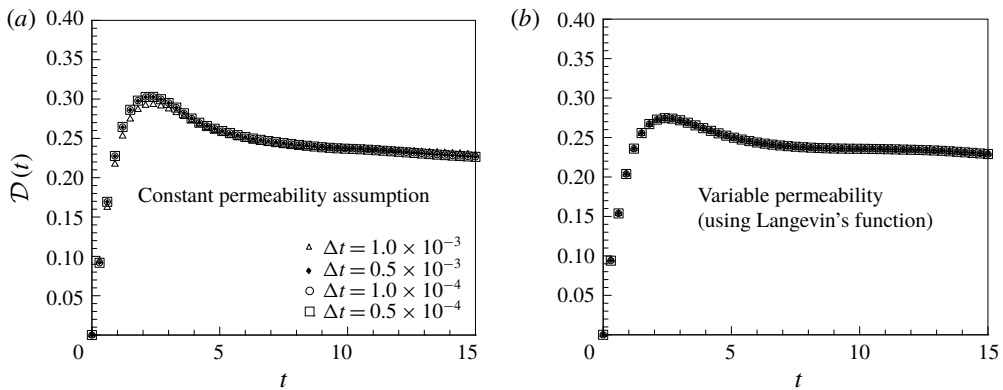 (a)
0.40
0.35
0.30
0.25
0.20
0.15
0.10
0.05
0
5
10
15
D(t)
t
Constant permeability assumption
Δt = 1.0 × 10⁻³
Δt = 0.5 × 10⁻³
Δt = 1.0 × 10⁻⁴
Δt = 0.5 × 10⁻⁴
(b)
0.40
0.35
0.30
0.25
0.20
0.15
0.10
0.05
0
5
10
15
t
Variable permeability
(using Langevin’s function)